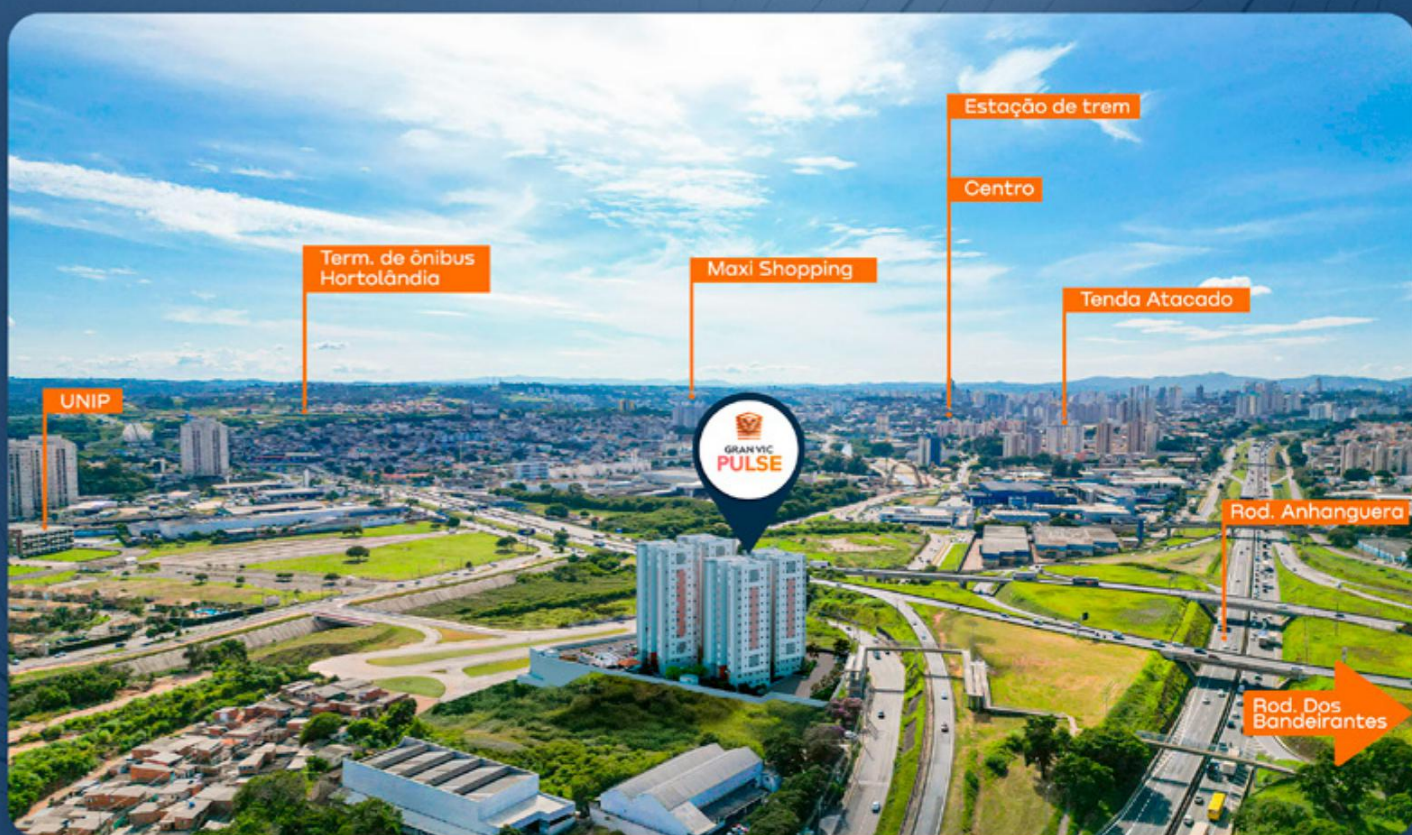 Estação de trem
Centro
Term. de ônibus
Hortolândia
Maxi Shopping
Tenda Atacado
UNIP
GRAN VIC
PULSE
Rod. Anhanguera
Rod. Dos
Bandeirantes